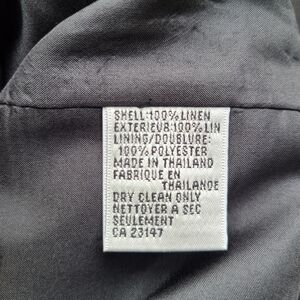 SHELL:100% LINEN
EXTERIEUR:100% LIN
LINING/DOUBLURE:
100% POLYESTER
MADE IN THAILAND
FABRIQUE EN
THAILANDE
DRY CLEAN ONLY
NETTOYER A SEC
SEULEMENT
CA 23147